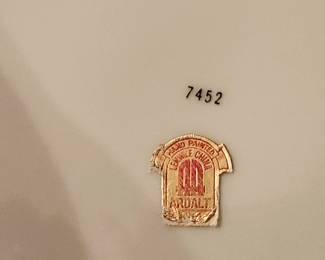 7452
HAND PAINTED
LENWILE CHINA
ARDALT